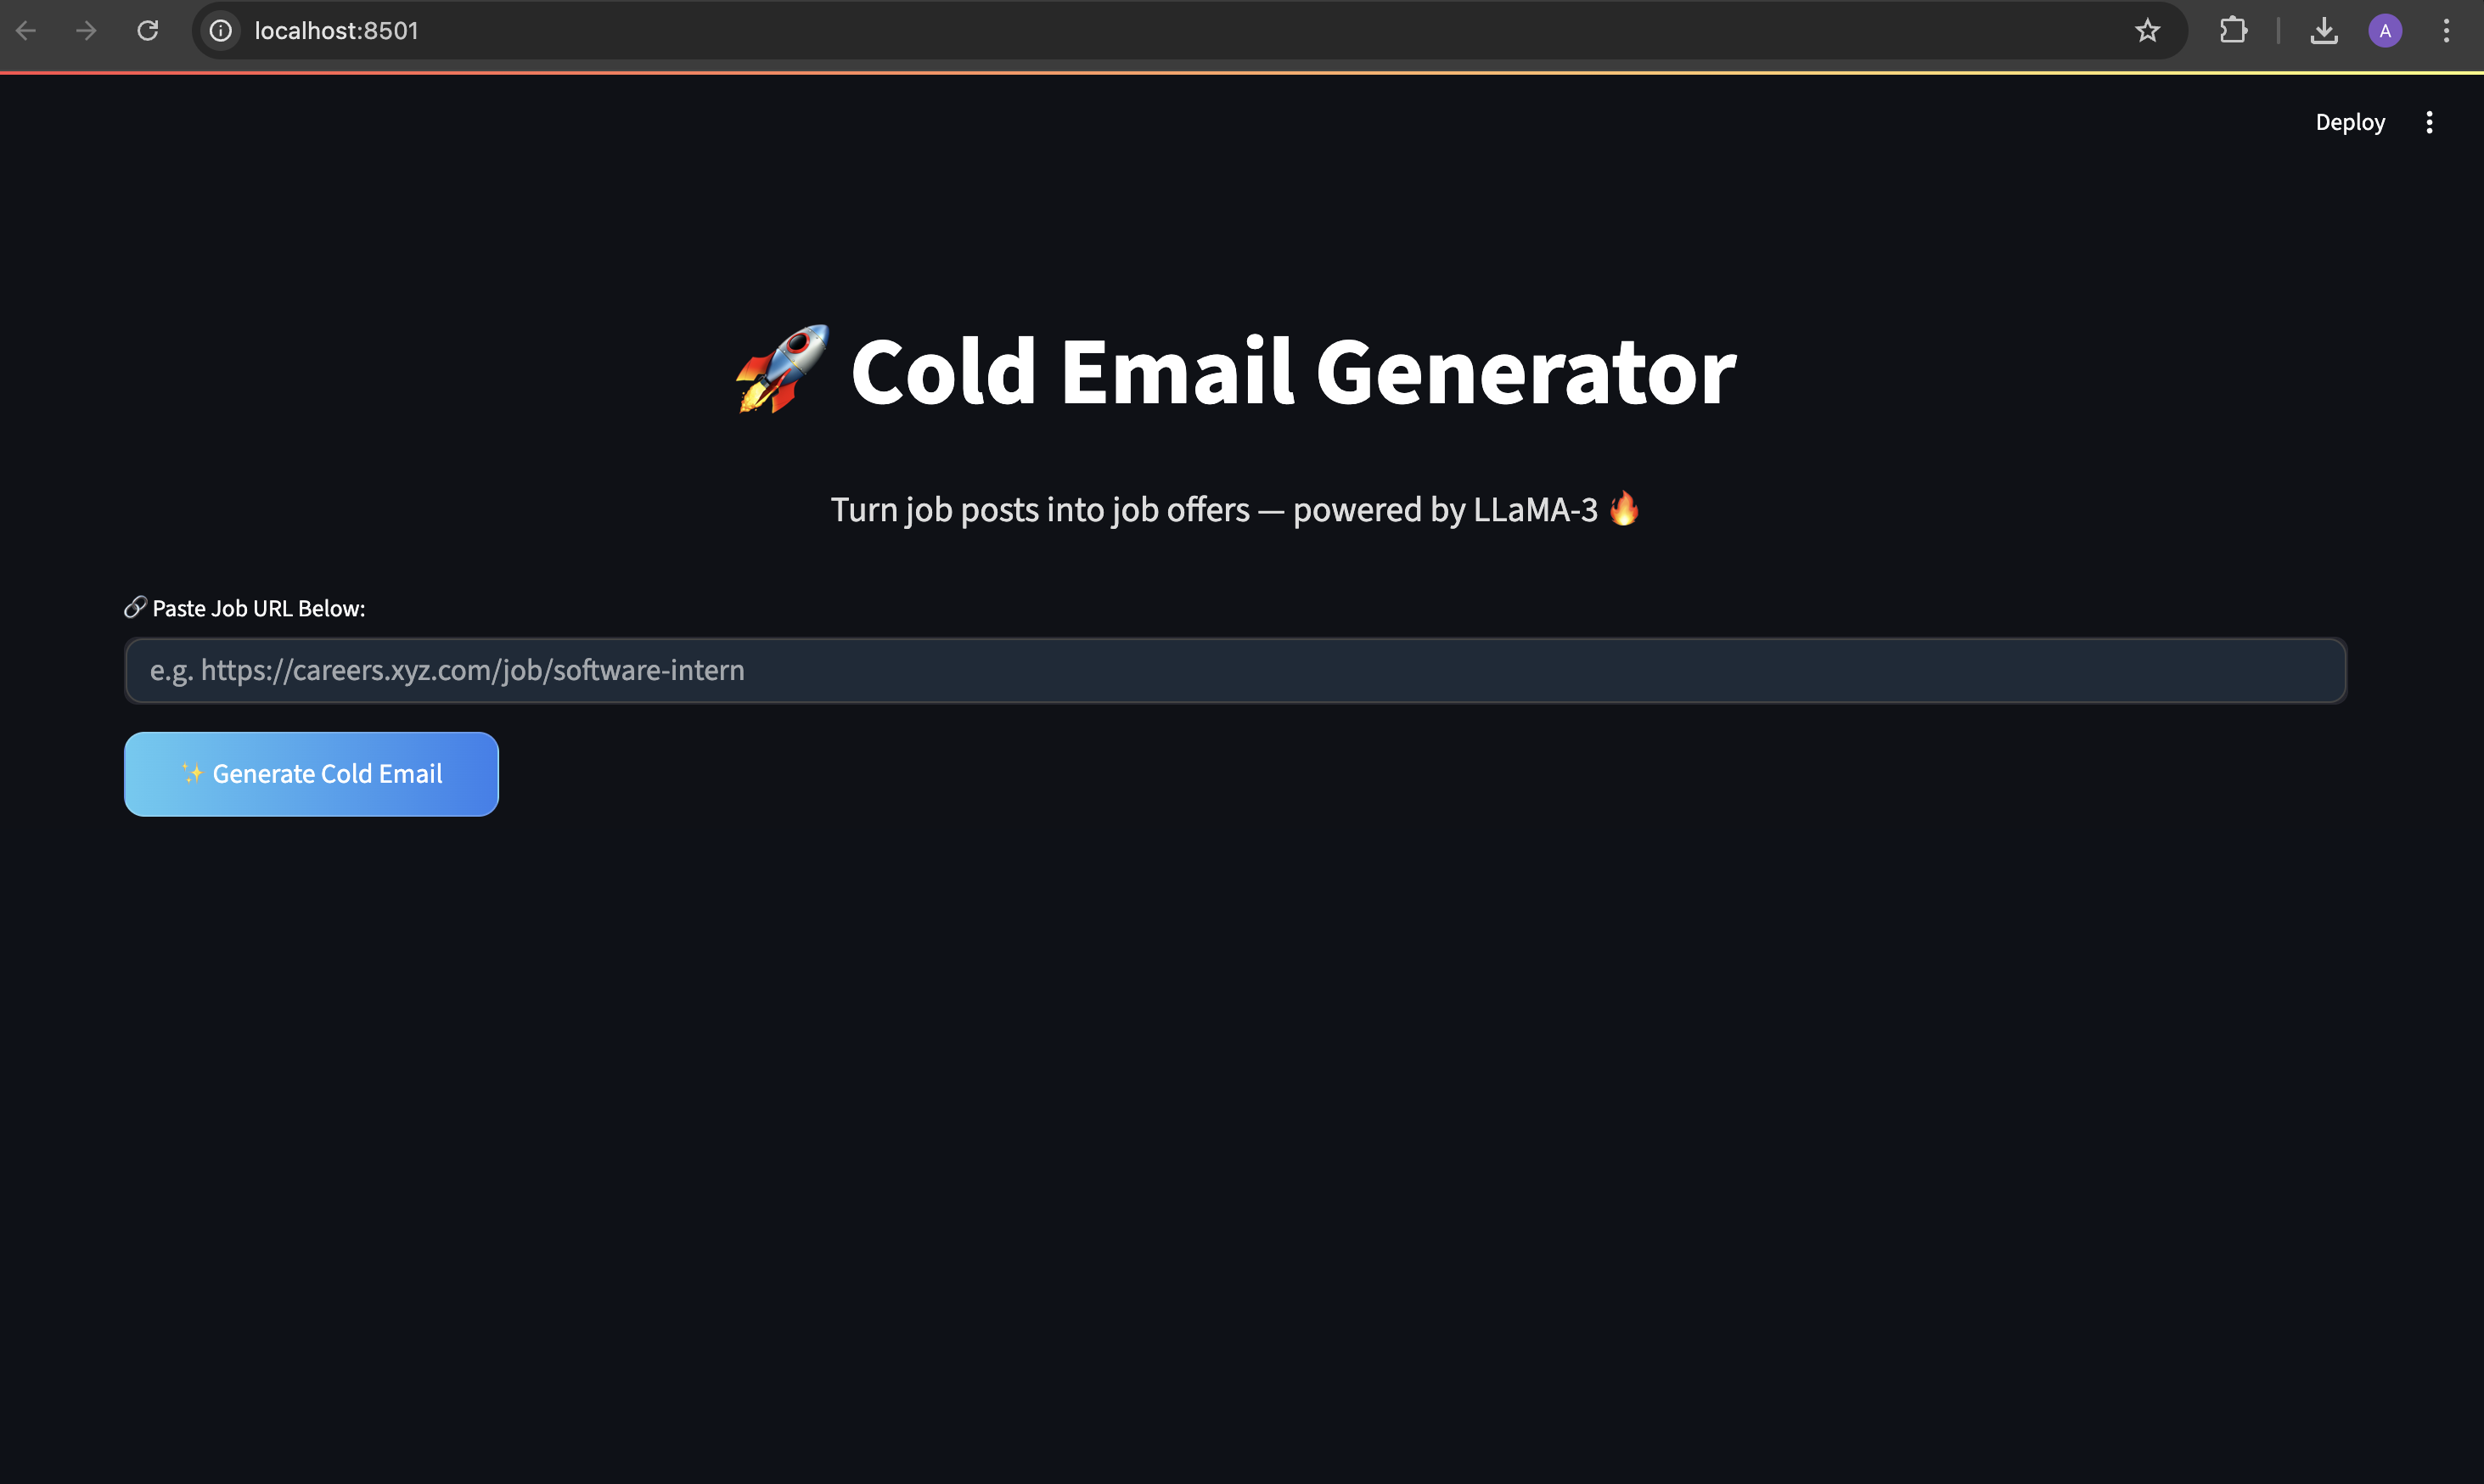 localhost:8501
A
Deploy
🚀 Cold Email Generator
Turn job posts into job offers — powered by LLaMA-3 🔥
🔗 Paste Job URL Below:
e.g. https://careers.xyz.com/job/software-intern
✨ Generate Cold Email